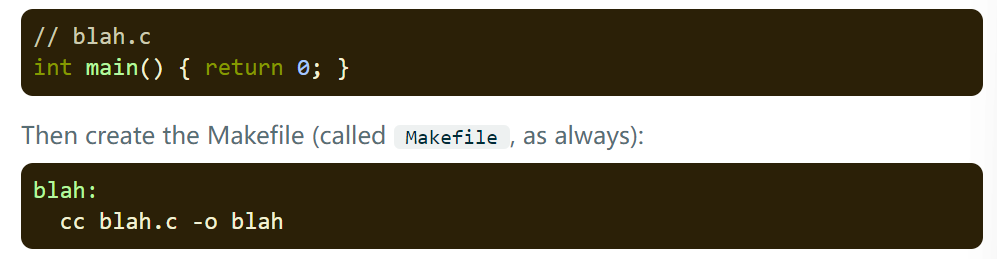 // blah.c
int main() { return 0; }
Then create the Makefile (called Makefile, as always):
blah:
  cc blah.c -o blah